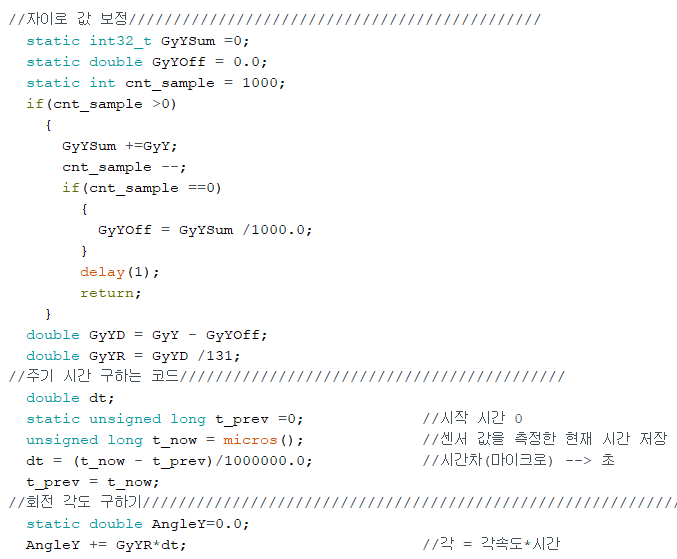 //자이로 값 보정//////////////////////////////////////////////
static int32_t GyYSum =0;
static double GyYOff = 0.0;
static int cnt_sample = 1000;
if(cnt_sample >0)
{
GyYSum +=GyY;
cnt_sample --;
if(cnt_sample ==0)
{
GyYOff = GyYSum /1000.0;
}
delay(1);
return;
}
double GyYD = GyY - GyYOff;
double GyYR = GyYD /131;
//주기 시간 구하는 코드///////////////////////////////////////////
double dt;
static unsigned long t_prev =0; //시작 시간 0
unsigned long t_now = micros(); //센서 값을 측정한 현재 시간 저장
dt = (t_now - t_prev)/1000000.0; //시간차(마이크로) --> 초
t_prev = t_now;
//회전 각도 구하기////////////////////////////////////////////////////////////
static double AngleY=0.0;
AngleY += GyYR*dt; //각 = 각속도*시간